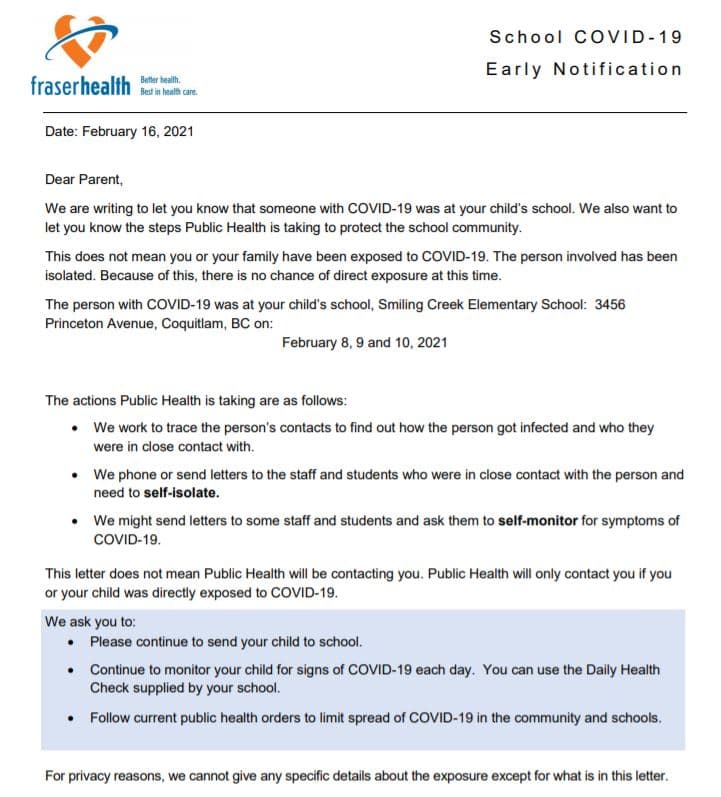 School COVID-19
Early Notification
fraserhealth
Better health.
Best in health care.
Date: February 16, 2021
Dear Parent,
We are writing to let you know that someone with COVID-19 was at your child's school. We also want to
let you know the steps Public Health is taking to protect the school community.
This does not mean you or your family have been exposed to COVID-19. The person involved has been
isolated. Because of this, there is no chance of direct exposure at this time.
The person with COVID-19 was at your child's school, Smiling Creek Elementary School: 3456
Princeton Avenue, Coquitlam, BC on:
February 8, 9 and 10, 2021
The actions Public Health is taking are as follows:
• We work to trace the person's contacts to find out how the person got infected and who they
were in close contact with.
• We phone or send letters to the staff and students who were in close contact with the person and
need to self-isolate.
• We might send letters to some staff and students and ask them to self-monitor for symptoms of
COVID-19.
This letter does not mean Public Health will be contacting you. Public Health will only contact you if you
or your child was directly exposed to COVID-19.
We ask you to:
• Please continue to send your child to school.
• Continue to monitor your child for signs of COVID-19 each day. You can use the Daily Health
Check supplied by your school.
• Follow current public health orders to limit spread of COVID-19 in the community and schools.
For privacy reasons, we cannot give any specific details about the exposure except for what is in this letter.